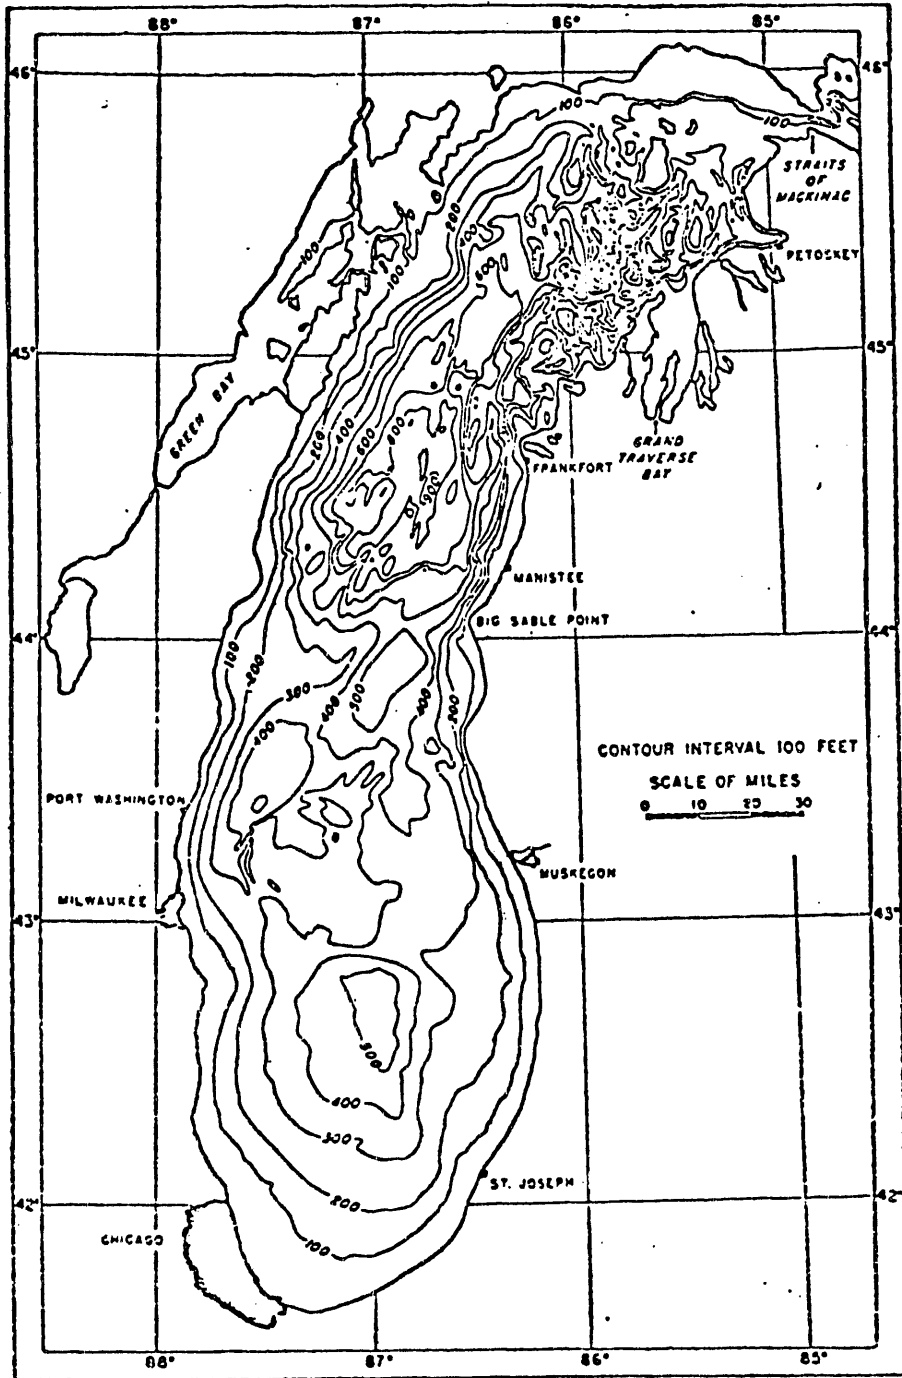 88° 87° 86° 85°
46° 46°
100
100
STRAITS
OF
MACKINAC
PETOSKEY
200
100
100
600
45° 45°
GREEN BAY
GRAND
TRAVERSE
BAY
FRANKFORT
200
400
600
800
900
MANISTEE
BIG SABLE POINT
44° 44°
100
200
300
400
500
400
200
400
CONTOUR INTERVAL 100 FEET
SCALE OF MILES
0 10 20 30
PORT WASHINGTON
MUSKEGON
MILWAUKEE
43° 43°
500
400
300
ST. JOSEPH
42° 42°
200
CHICAGO
100
88° 87° 86° 85°